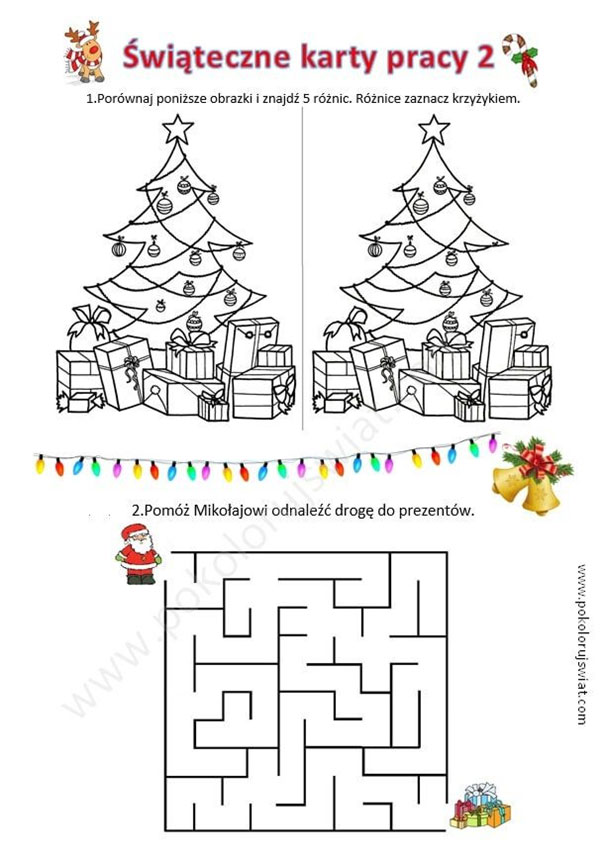 Świąteczne karty pracy 2
1.Porównaj poniższe obrazki i znajdź 5 różnic. Różnice zaznacz krzyżykiem.
2.Pomóż Mikołajowi odnaleźć drogę do prezentów.
www.pokolorujswiat.com
www.pokolorujswiat.